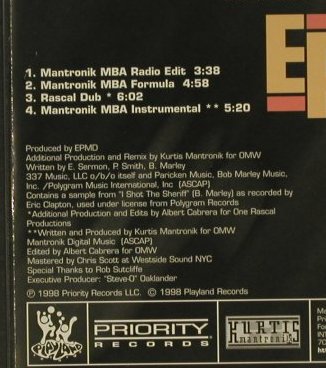 1. Mantronik MBA Radio Edit 3:38
2. Mantronik MBA Formula 4:58
3. Rascal Dub * 6:02
4. Mantronik MBA Instrumental ** 5:20
Produced by EPMD
Additional Production and Remix by Kurtis Mantronik for OMW
Written by E. Sermon, P. Smith, B. Marley
337 Music, LLC o/b/o itself and Paricken Music, Bob Marley Music,
Inc. /Polygram Music International, Inc (ASCAP)
Contains a sample from "I Shot The Sheriff" (B. Marley) as recorded by
Eric Clapton, used under license from Polygram Records
*Additional Production and Edits by Albert Cabrera for One Rascal
Productions
**Written and Produced by Kurtis Mantronik for OMW
Mantronik Digital Music (ASCAP)
Edited by Albert Cabrera for OMW
Mastered by Chris Scott at Westside Sound NYC
Special Thanks to Rob Sutcliffe
Executive Producer: "Steve-O" Oaklander
℗ 1998 Priority Records LLC. © 1998 Playland Records
PLAYLAND
PRIORITY
RECORDS
KURTIS
mantronik